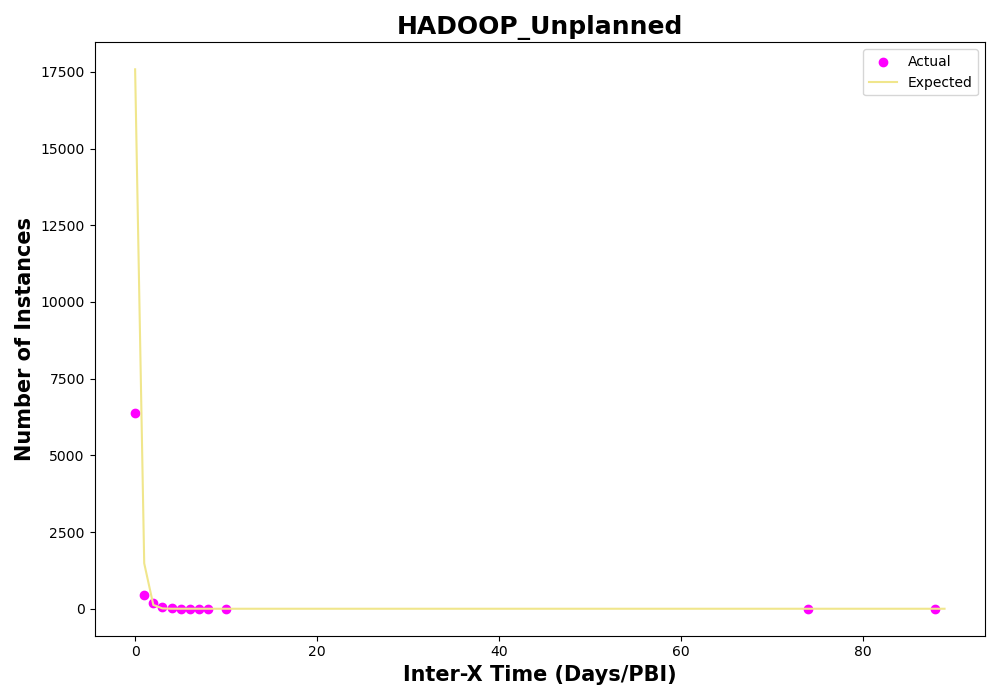 HADOOP_Unplanned
Actual
Expected
Number of Instances
17500
15000
12500
10000
7500
5000
2500
0
0 20 40 60 80
Inter-X Time (Days/PBI)